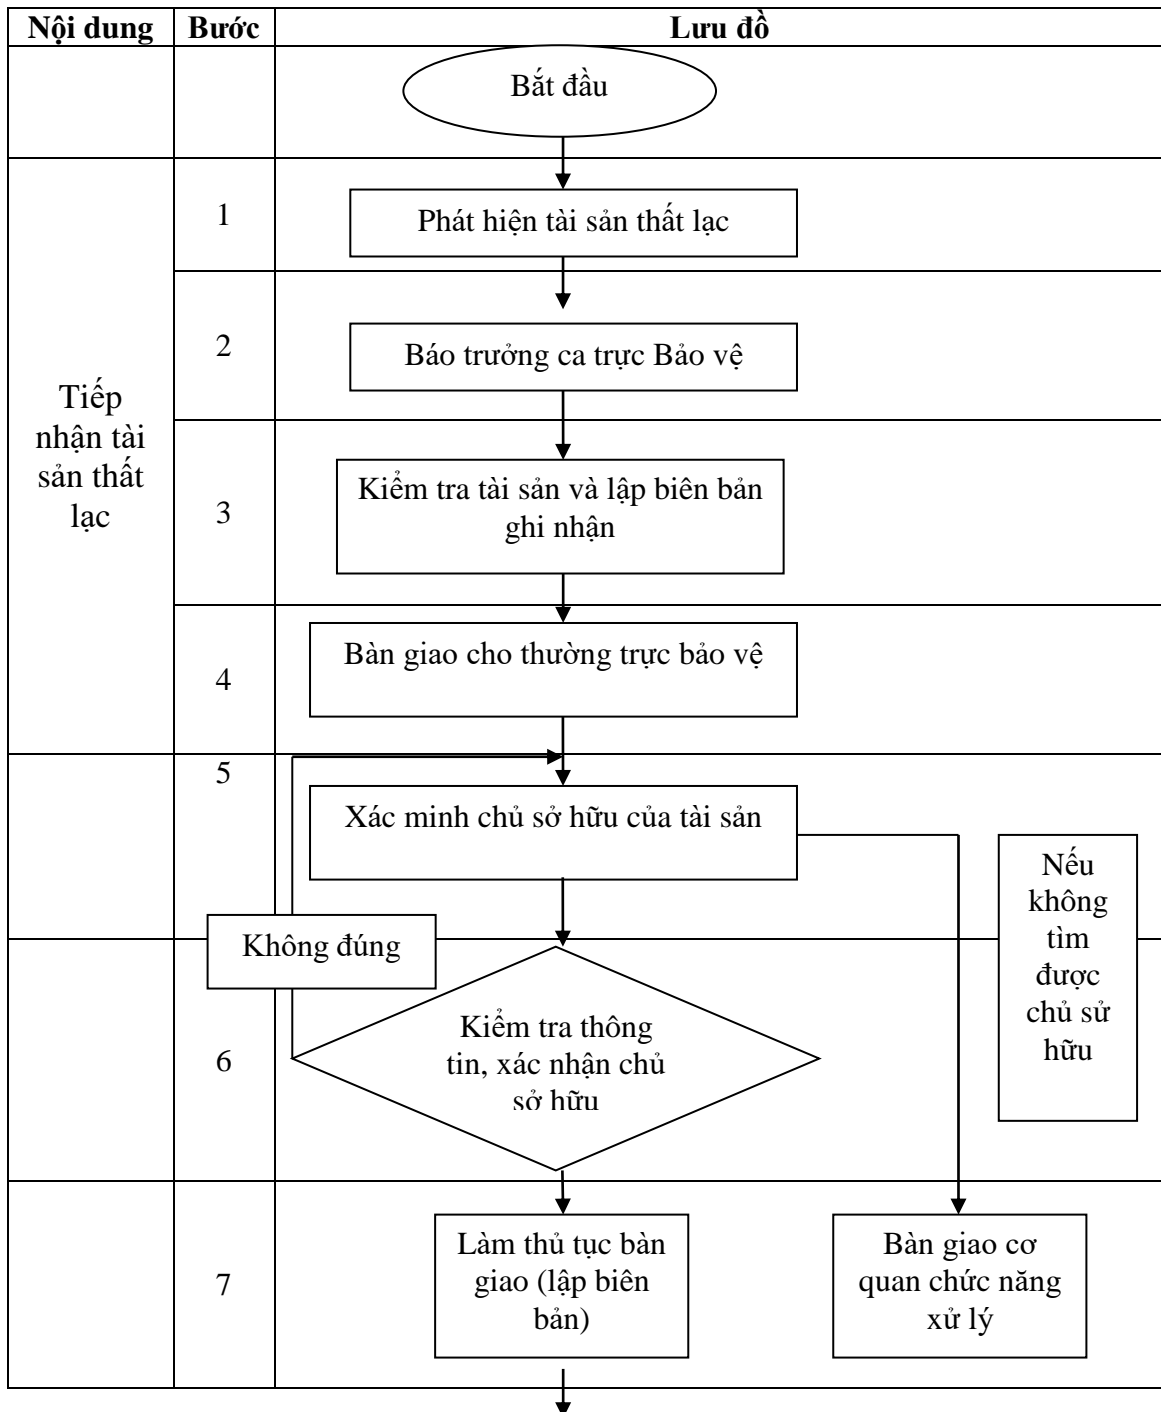 Nội dung Bước Lưu đồ
Bắt đầu
1
Phát hiện tài sản thất lạc
2
Báo trưởng ca trực Bảo vệ
Tiếp
nhận tài
sản thất
lạc
3
Kiểm tra tài sản và lập biên bản
ghi nhận
4
Bàn giao cho thường trực bảo vệ
5
Xác minh chủ sở hữu của tài sản
Nếu
không
tìm
được
chủ sử
hữu
Không đúng
6
Kiểm tra thông
tin, xác nhận chủ
sở hữu
7
Làm thủ tục bàn
giao (lập biên
bản)
Bàn giao cơ
quan chức năng
xử lý